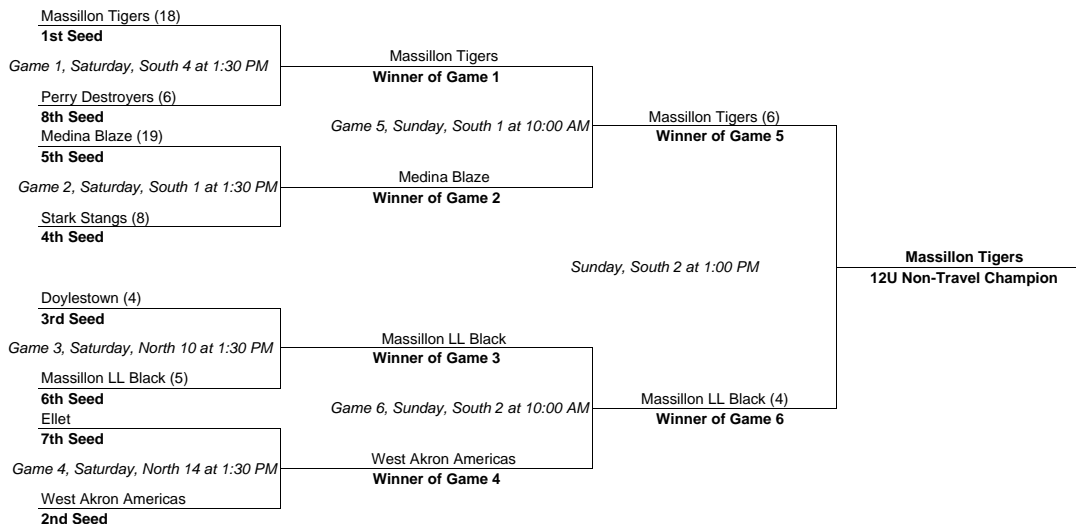 Massillon Tigers (18)
1st Seed
Game 1, Saturday, South 4 at 1:30 PM
Perry Destroyers (6)
8th Seed
Medina Blaze (19)
5th Seed
Game 2, Saturday, South 1 at 1:30 PM
Stark Stangs (8)
4th Seed
Doylestown (4)
3rd Seed
Game 3, Saturday, North 10 at 1:30 PM
Massillon LL Black (5)
6th Seed
Ellet
7th Seed
Game 4, Saturday, North 14 at 1:30 PM
West Akron Americas
2nd Seed
Massillon Tigers
Winner of Game 1
Game 5, Sunday, South 1 at 10:00 AM
Medina Blaze
Winner of Game 2
Massillon LL Black
Winner of Game 3
Game 6, Sunday, South 2 at 10:00 AM
West Akron Americas
Winner of Game 4
Massillon Tigers (6)
Winner of Game 5
Sunday, South 2 at 1:00 PM
Massillon LL Black (4)
Winner of Game 6
Massillon Tigers
12U Non-Travel Champion